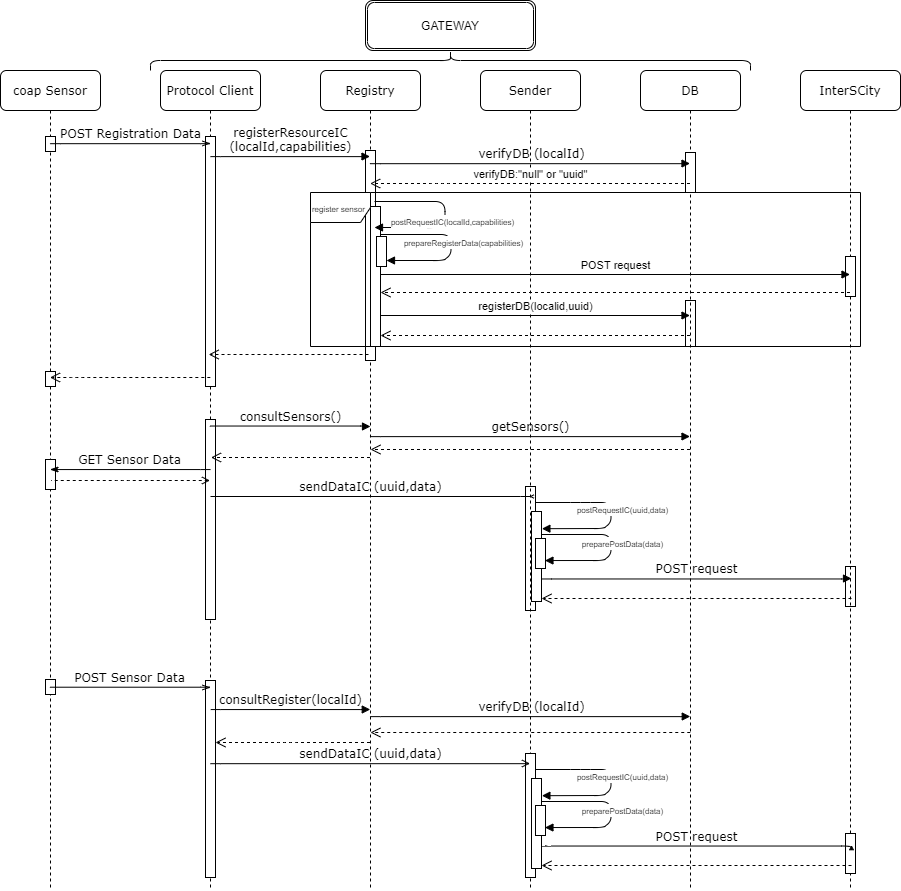 GATEWAY
coap Sensor
Protocol Client
Registry
Sender
DB
InterSCity
POST Registration Data
registerResourceIC
(localId,capabilities)
verifyDB (localId)
verifyDB:"null" or "uuid"
register sensor
postRequestIC(localId,capabilities)
prepareRegisterData(capabilities)
POST request
registerDB(localid,uuid)
consultSensors()
getSensors()
GET Sensor Data
sendDataIC (uuid,data)
postRequestIC(uuid,data)
preparePostData(data)
POST request
POST Sensor Data
consultRegister(localId)
verifyDB (localId)
sendDataIC (uuid,data)
postRequestIC(uuid,data)
preparePostData(data)
POST request